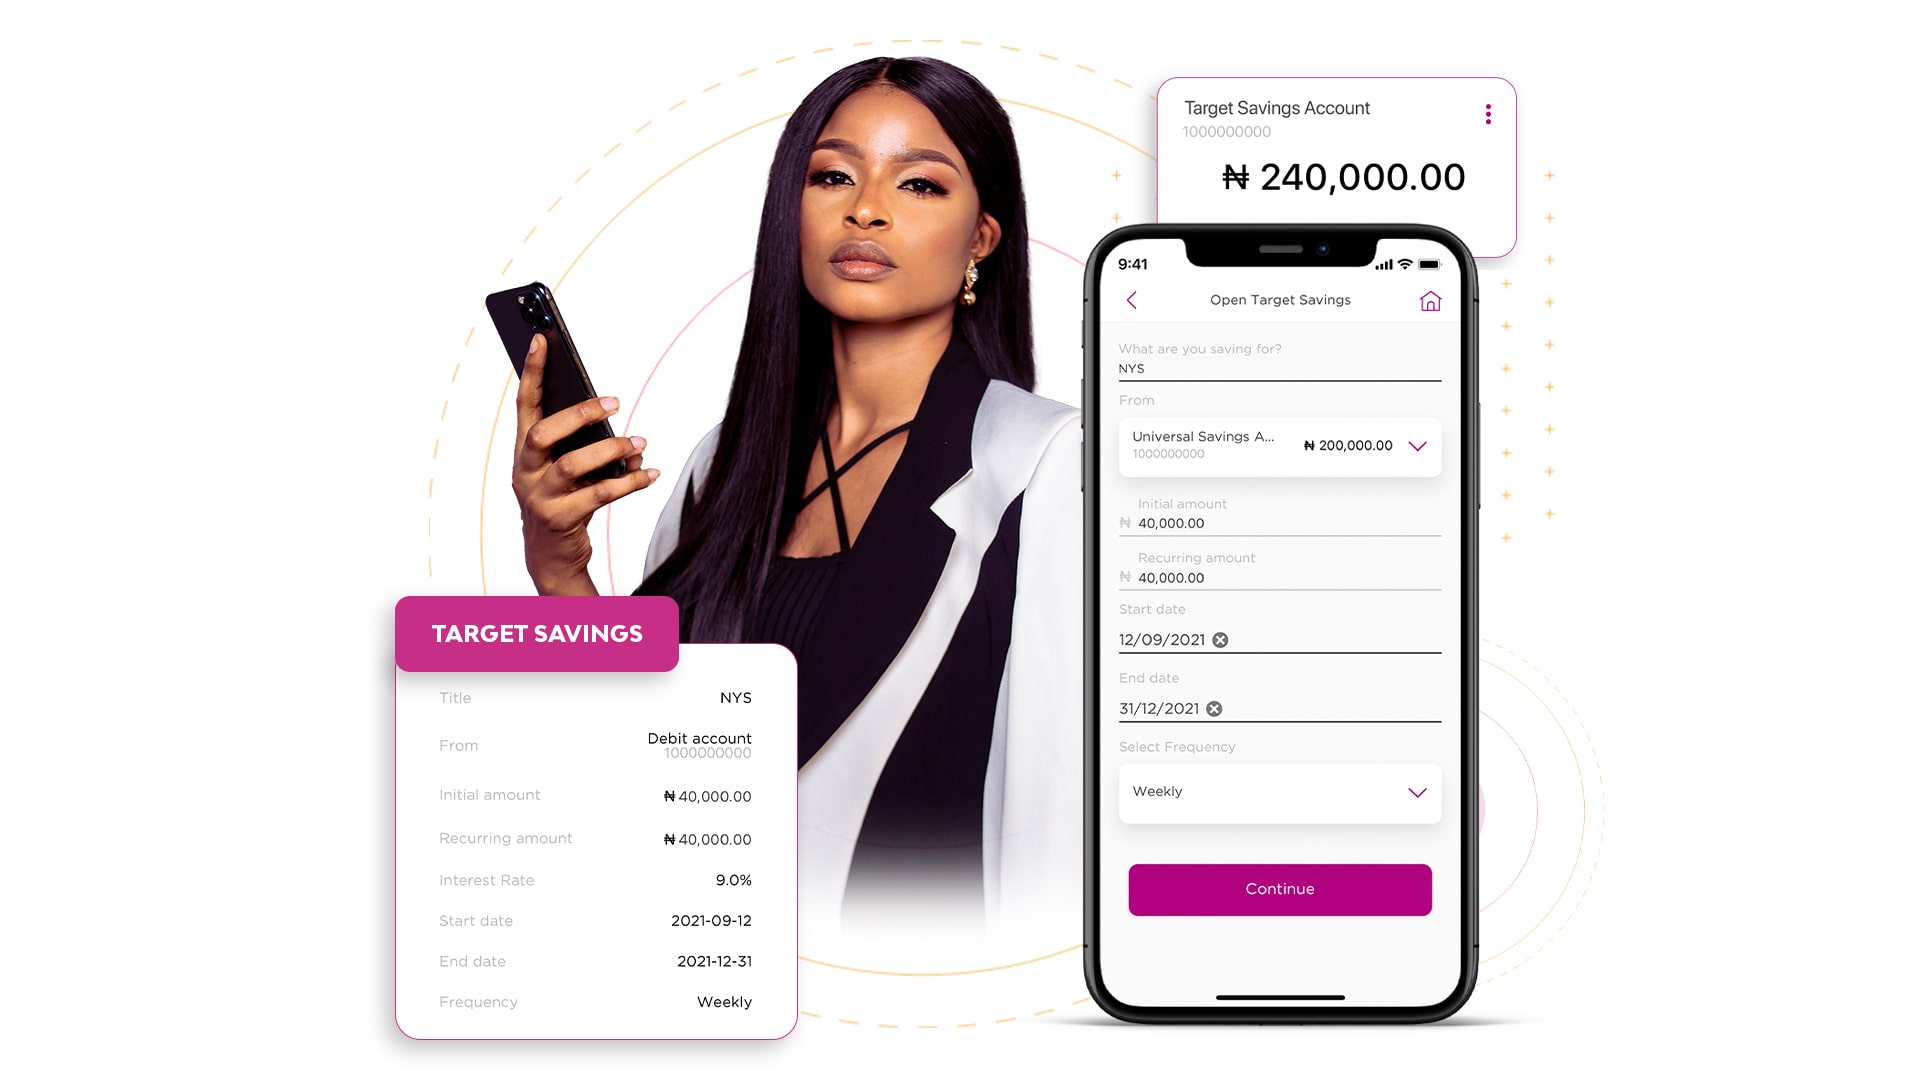 Target Savings Account
1000000000
₦ 240,000.00
9:41
Open Target Savings
What are you saving for?
NYS
From
Universal Savings A...
1000000000
₦ 200,000.00
Initial amount
₦ 40,000.00
Recurring amount
₦ 40,000.00
Start date
12/09/2021
End date
31/12/2021
Select Frequency
Weekly
Continue
TARGET SAVINGS
Title NYS
From Debit account
1000000000
Initial amount ₦ 40,000.00
Recurring amount ₦ 40,000.00
Interest Rate 9.0%
Start date 2021-09-12
End date 2021-12-31
Frequency Weekly